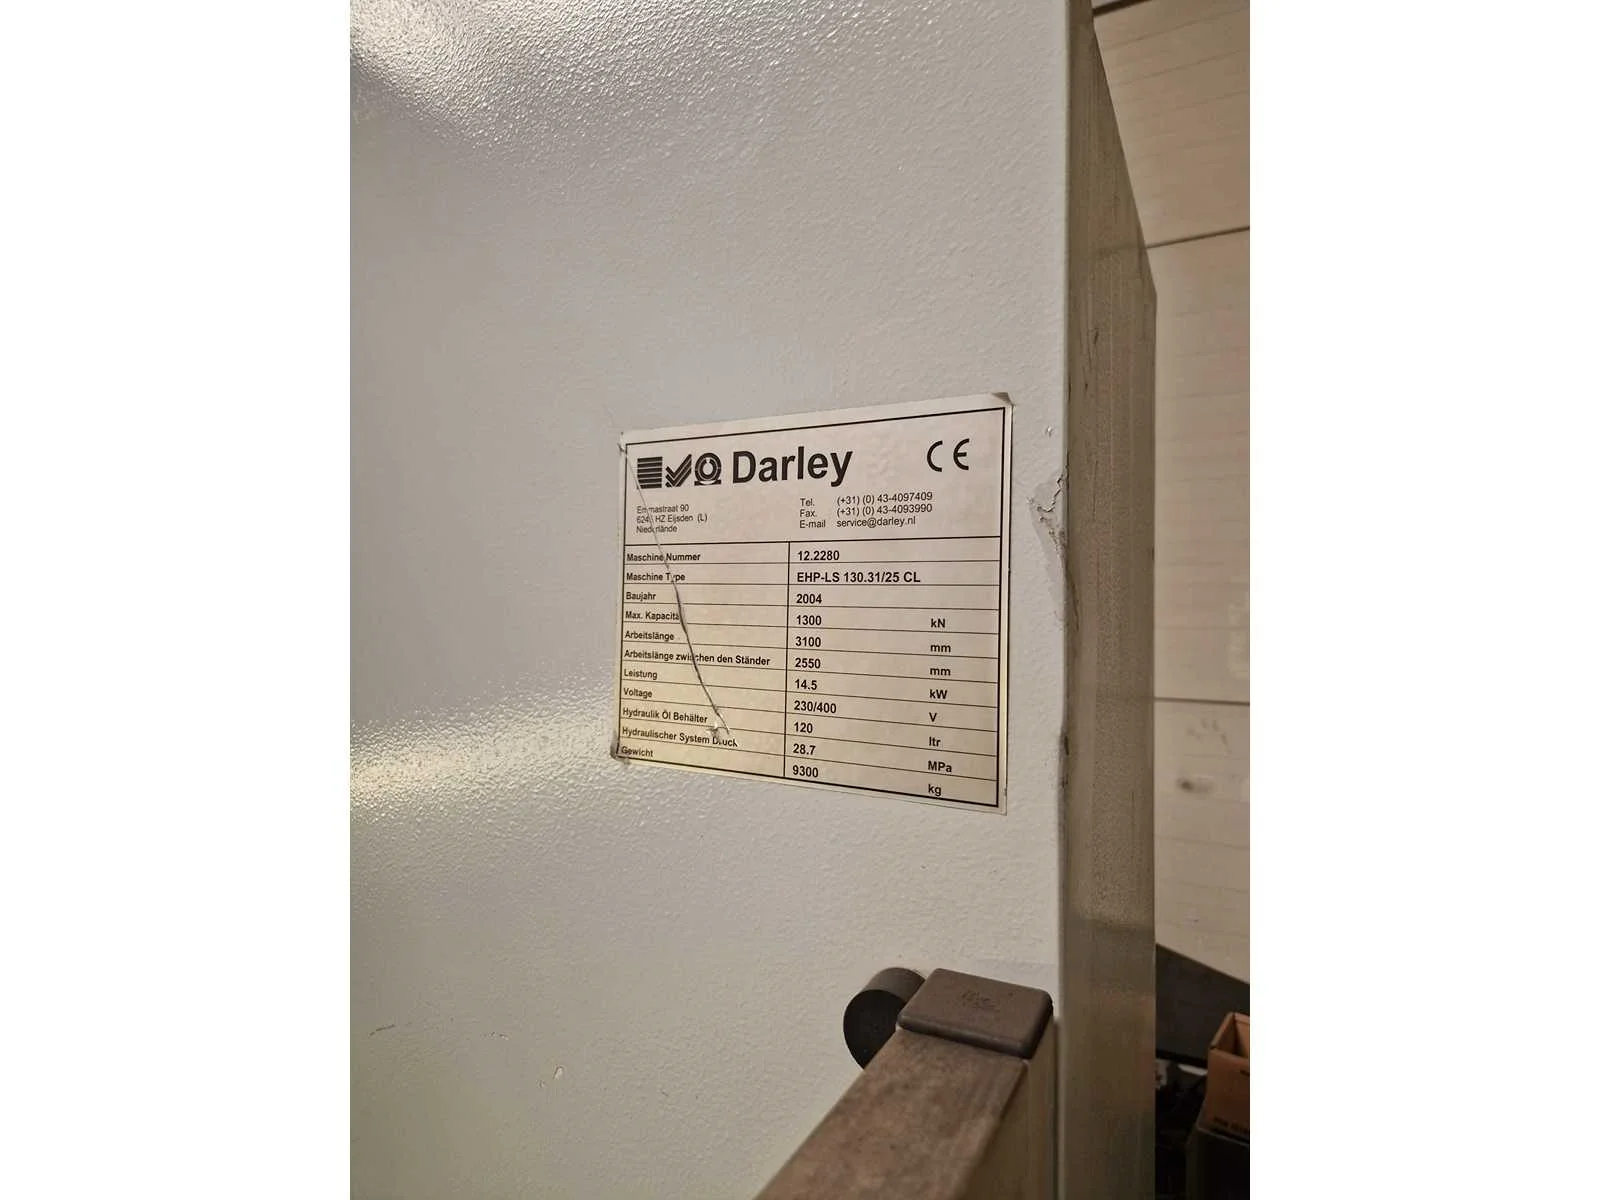 Darley CE
Emmastraat 90
HZ Eijsden (L)
Niederlände
Tel. (+31) (0) 43-4097409
Fax. (+31) (0) 43-4093990
E-mail service@darley.nl
Maschine Nummer 12.2280
Maschine Type EHP-LS 130.31/25 CL
Baujahr 2004
Max. Kapacität 1300 kN
Arbeitslänge 3100 mm
Arbeitslänge zwischen den Ständer 2550 mm
Leistung 14.5 kW
Voltage 230/400 V
Hydraulik Öl Behälter 120 ltr
Hydraulischer System Druck 28.7 MPa
Gewicht 9300 kg